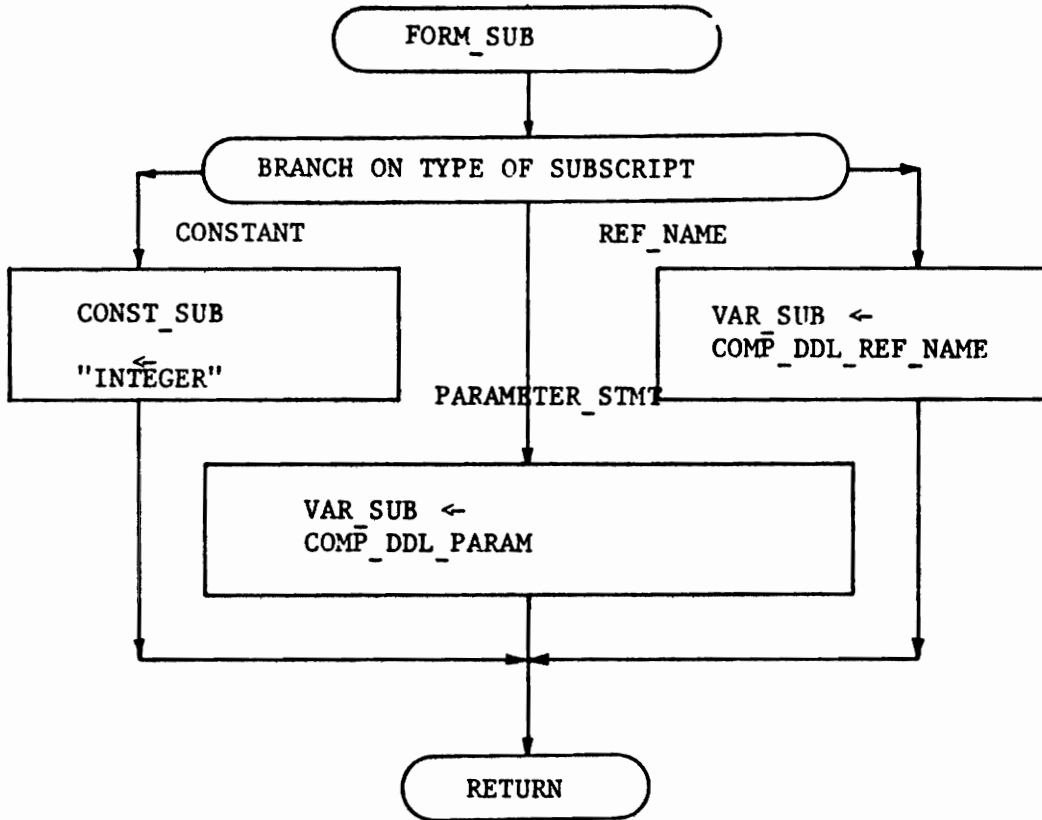 FORM_SUB
BRANCH ON TYPE OF SUBSCRIPT
CONSTANT
REF_NAME
CONST_SUB
←
"INTEGER"
VAR_SUB ←
COMP_DDL_REF_NAME
PARAMETER_STMT
VAR_SUB ←
COMP_DDL_PARAM
RETURN